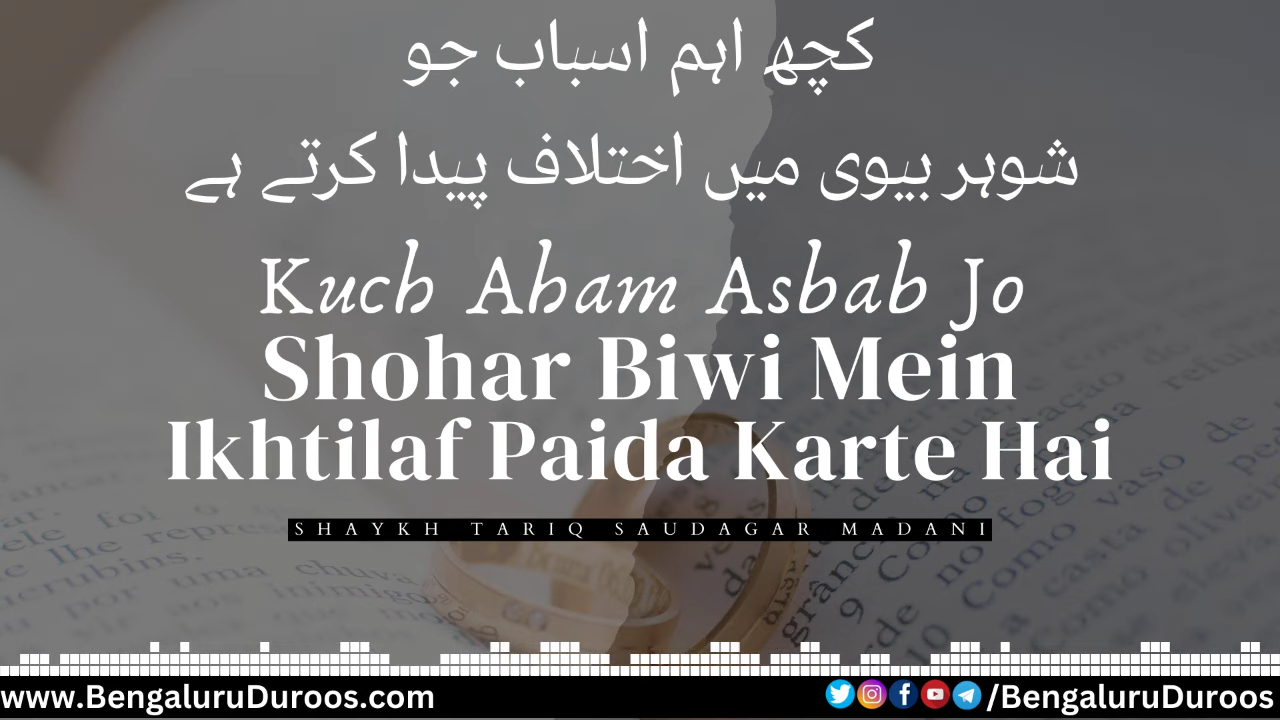 کچھ اہم اسباب جو
شوہر بیوی میں اختلاف پیدا کرتے ہے
Kuch Aham Asbab Jo
Shohar Biwi Mein
Ikhtilaf Paida Karte Hai
SHAYKH TARIQ SAUDAGAR MADANI
www.BengaluruDuroos.com
/BengaluruDuroos